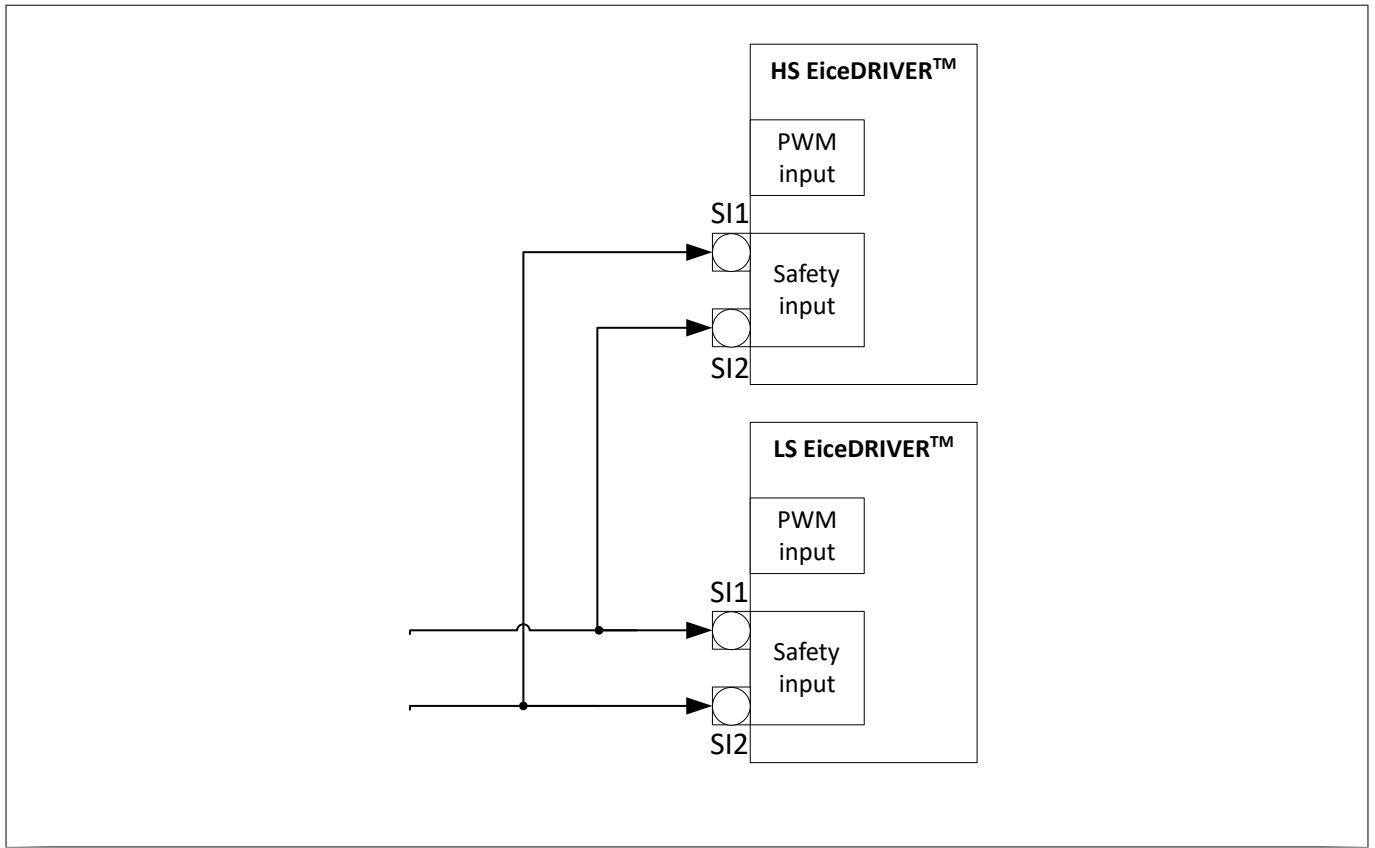 HS EiceDRIVER™
PWM
input
SI1
Safety
input
SI2
LS EiceDRIVER™
PWM
input
SI1
Safety
input
SI2